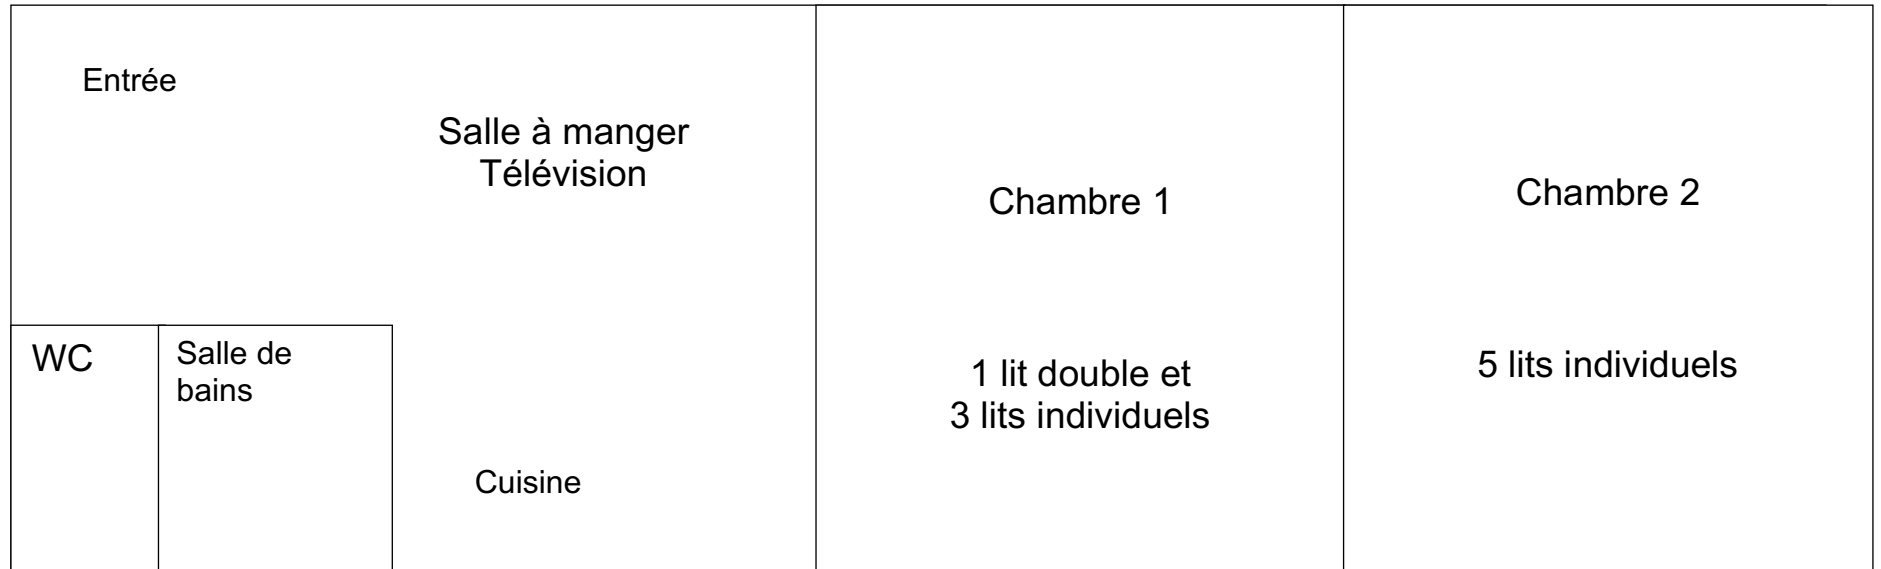 Entrée
Salle à manger
Télévision
Chambre 1
Chambre 2
WC
Salle de
bains
1 lit double et
3 lits individuels
5 lits individuels
Cuisine